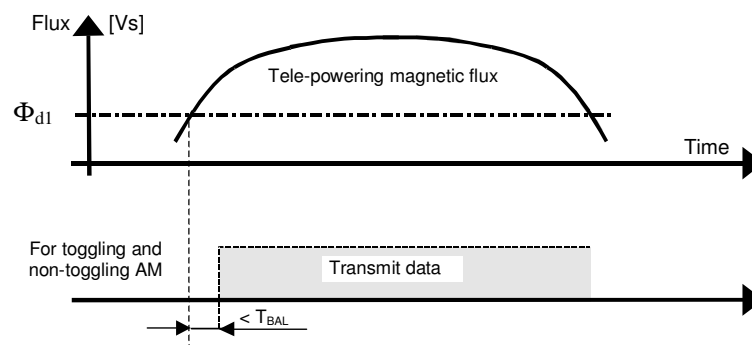 Flux [Vs]
Tele-powering magnetic flux
Φd1
Time
For toggling and
non-toggling AM
Transmit data
< TBAL